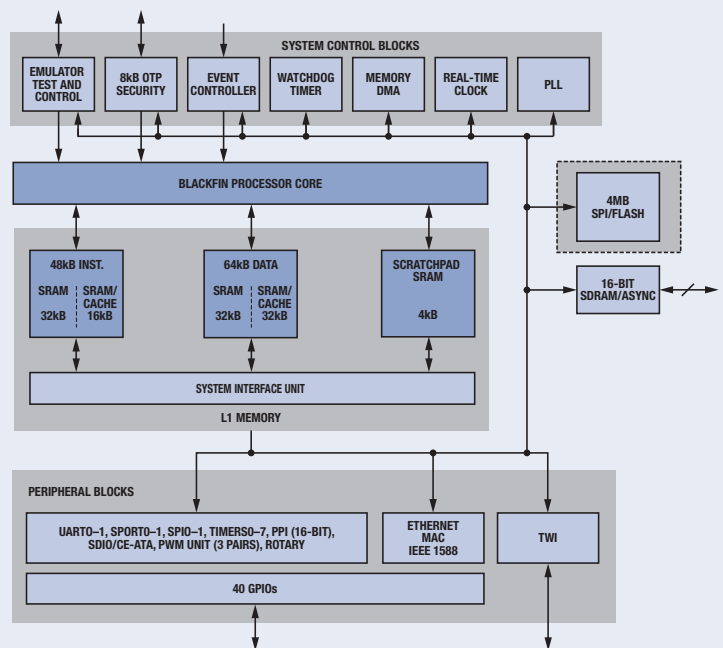 SYSTEM CONTROL BLOCKS
EMULATOR
TEST AND
CONTROL
8kB OTP
SECURITY
EVENT
CONTROLLER
WATCHDOG
TIMER
MEMORY
DMA
REAL-TIME
CLOCK
PLL
BLACKFIN PROCESSOR CORE
4MB
SPI/FLASH
16-BIT
SDRAM/ASYNC
48kB INST.
SRAM
32kB
SRAM/
CACHE
16kB
64kB DATA
SRAM
32kB
SRAM/
CACHE
32kB
SCRATCHPAD
SRAM
4kB
SYSTEM INTERFACE UNIT
L1 MEMORY
PERIPHERAL BLOCKS
UART0–1, SPORT0–1, SPI0–1, TIMERS0–7, PPI (16-BIT),
SDIO/CE-ATA, PWM UNIT (3 PAIRS), ROTARY
ETHERNET
MAC
IEEE 1588
TWI
40 GPIOs